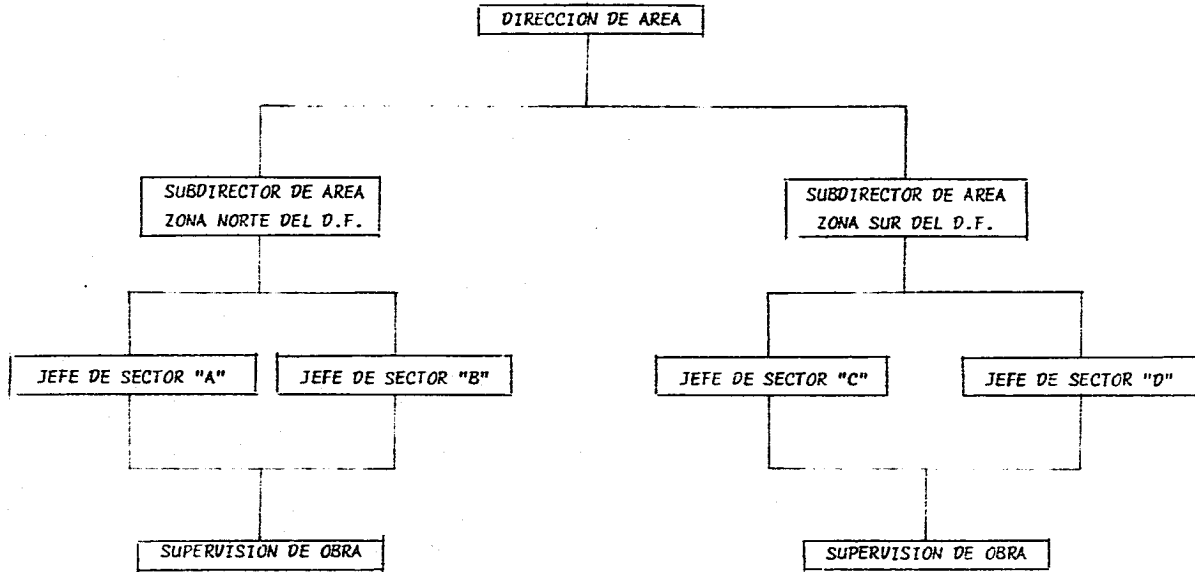 DIRECCION DE AREA
SUBDIRECTOR DE AREA
ZONA NORTE DEL D.F.
SUBDIRECTOR DE AREA
ZONA SUR DEL D.F.
JEFE DE SECTOR "A"
JEFE DE SECTOR "B"
JEFE DE SECTOR "C"
JEFE DE SECTOR "D"
SUPERVISION DE OBRA
SUPERVISION DE OBRA